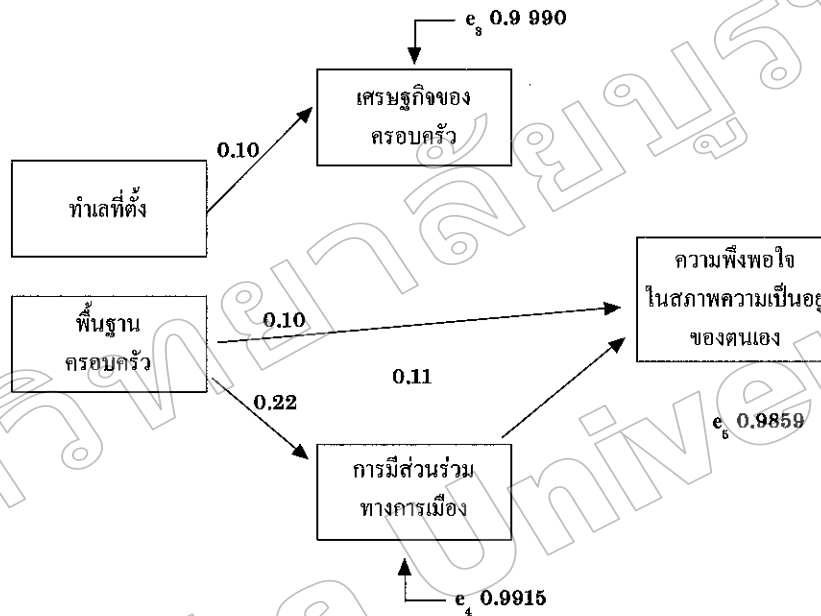 e3 0.9 990
เศรษฐกิจของ
ครอบครัว
0.10
ทำเลที่ตั้ง
ความพึงพอใจ
ในสภาพความเป็นอยู่
ของตนเอง
พื้นฐาน
ครอบครัว
0.10
0.11
0.22
e5 0.9859
การมีส่วนร่วม
ทางการเมือง
e4 0.9915